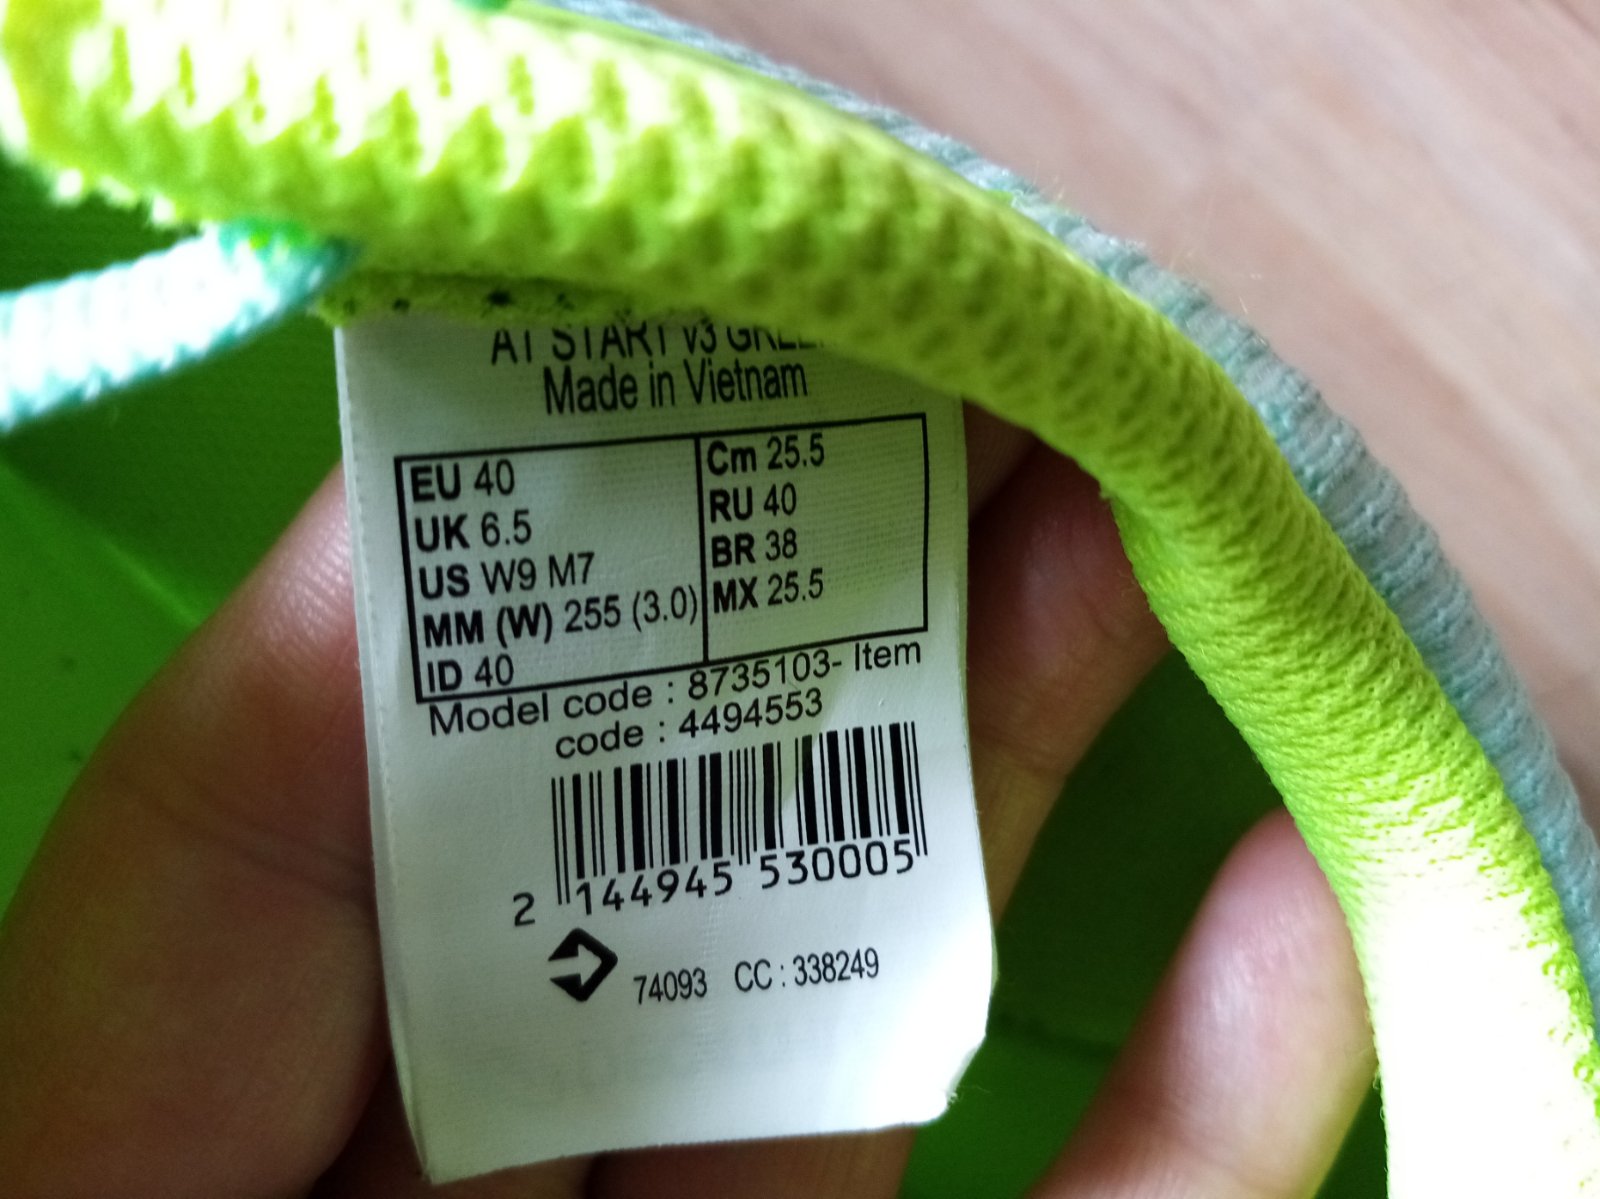 AT START V3 GREEN
Made in Vietnam
EU 40
UK 6.5
US W9 M7
MM (W) 255 (3.0)
ID 40
Cm 25.5
RU 40
BR 38
MX 25.5
Model code : 8735103- Item
code : 4494553
2 144945 530005
74093 CC : 338249